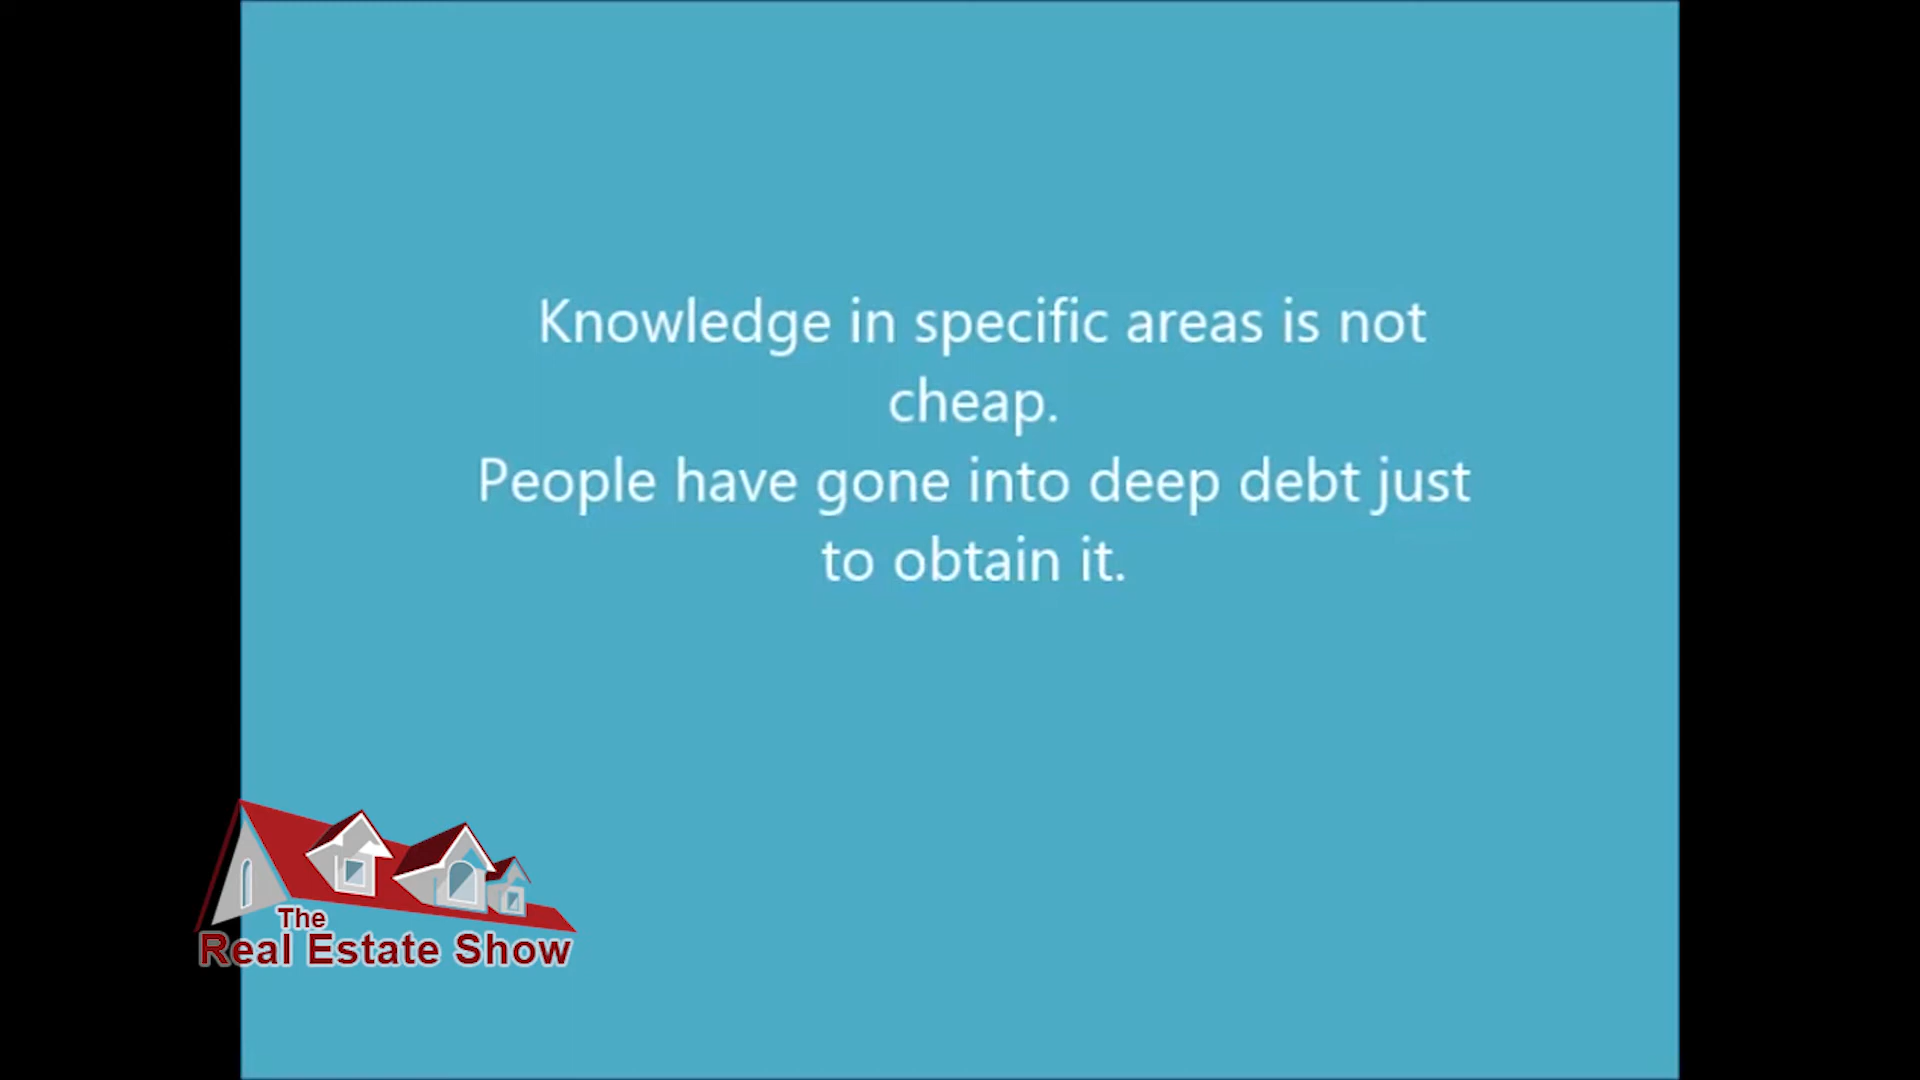 Knowledge in specific areas is not
cheap.
People have gone into deep debt just
to obtain it.
The
Real Estate Show